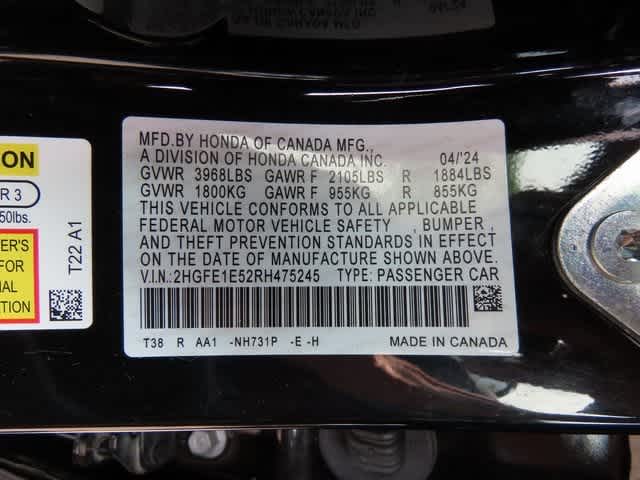 MFD.BY HONDA OF CANADA MFG.,
A DIVISION OF HONDA CANADA INC. 04/'24
GVWR 3968LBS GAWR F 2105LBS R 1884LBS
GVWR 1800KG GAWR F 955KG R 855KG
THIS VEHICLE CONFORMS TO ALL APPLICABLE
FEDERAL MOTOR VEHICLE SAFETY , BUMPER ,
AND THEFT PREVENTION STANDARDS IN EFFECT
ON THE DATE OF MANUFACTURE SHOWN ABOVE.
V.I.N.:2HGFE1E52RH475245 TYPE: PASSENGER CAR
T38 R AA1 -NH731P -E -H MADE IN CANADA
ION
R 3
50lbs.
ER'S
FOR
AL
TION
T22 A1